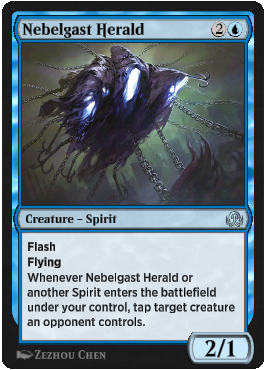 Nebelgast Herald 2
Creature – Spirit
Flash
Flying
Whenever Nebelgast Herald or
another Spirit enters the battlefield
under your control, tap target creature
an opponent controls.
Zezhou Chen
2/1